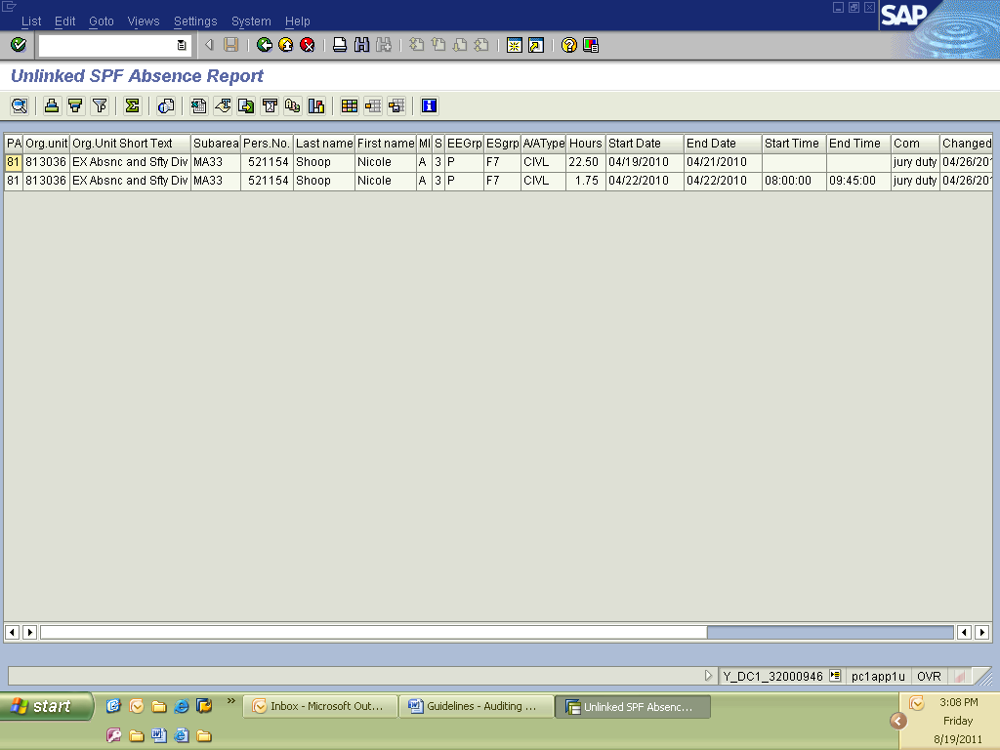 List Edit Goto Views Settings System Help
SAP
Unlinked SPF Absence Report
PA Org.unit Org.Unit Short Text Subarea Pers.No. Last name First name MI S EEGrp ESgrp A/AType Hours Start Date End Date Start Time End Time Com Changed
81 813036 EX Absnc and Sfty Div MA33 521154 Shoop Nicole A 3 P F7 CIVL 22.50 04/19/2010 04/21/2010 jury duty 04/26/20
81 813036 EX Absnc and Sfty Div MA33 521154 Shoop Nicole A 3 P F7 CIVL 1.75 04/22/2010 04/22/2010 08:00:00 09:45:00 jury duty 04/26/20
Y_DC1_32000946 pc1app1u OVR
start » Inbox - Microsoft Out... Guidelines - Auditing ... Unlinked SPF Absenc... 3:08 PM
Friday
8/19/2011